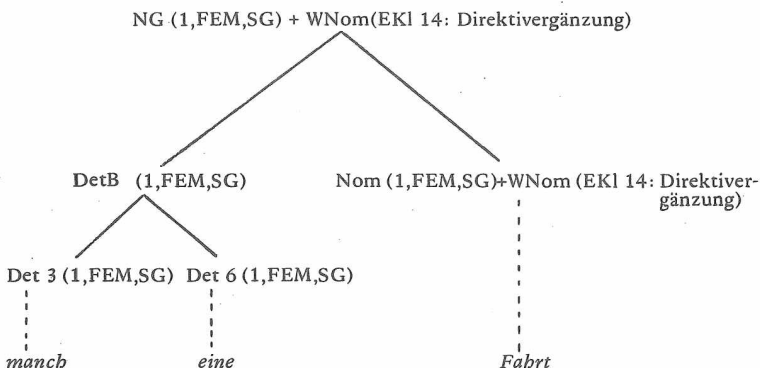 NG (1,FEM,SG) + WNom(EKl 14: Direktivergänzung)
DetB (1,FEM,SG)
Nom (1,FEM,SG)+WNom (EKl 14: Direktiver-
gänzung)
Det 3 (1,FEM,SG) Det 6 (1,FEM,SG)
manch eine Fahrt